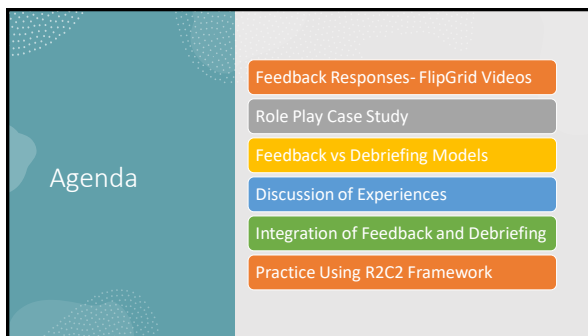 Agenda
Feedback Responses- FlipGrid Videos
Role Play Case Study
Feedback vs Debriefing Models
Discussion of Experiences
Integration of Feedback and Debriefing
Practice Using R2C2 Framework